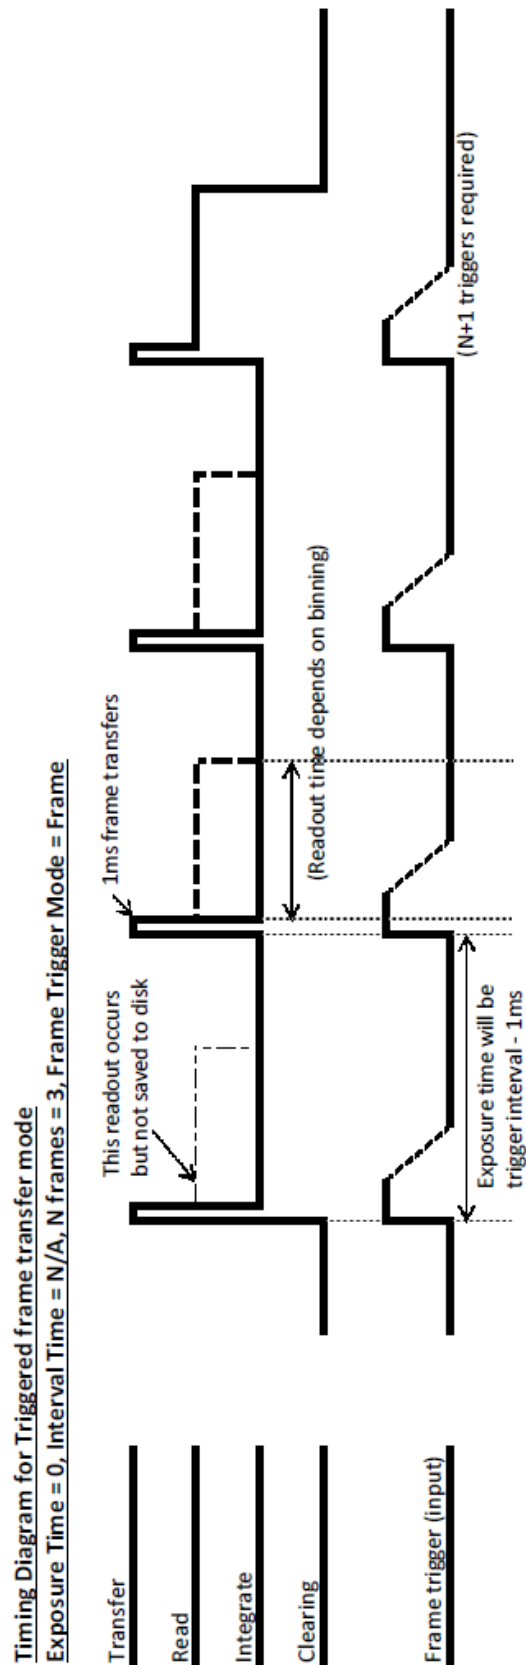 Timing Diagram for Triggered frame transfer mode
Exposure Time = 0, Interval Time = N/A, N frames = 3, Frame Trigger Mode = Frame
Transfer
Read
Integrate
Clearing
Frame trigger (input)
This readout occurs
but not saved to disk
1ms frame transfers
(Readout time depends on binning)
Exposure time will be
trigger interval - 1ms
(N+1 triggers required)